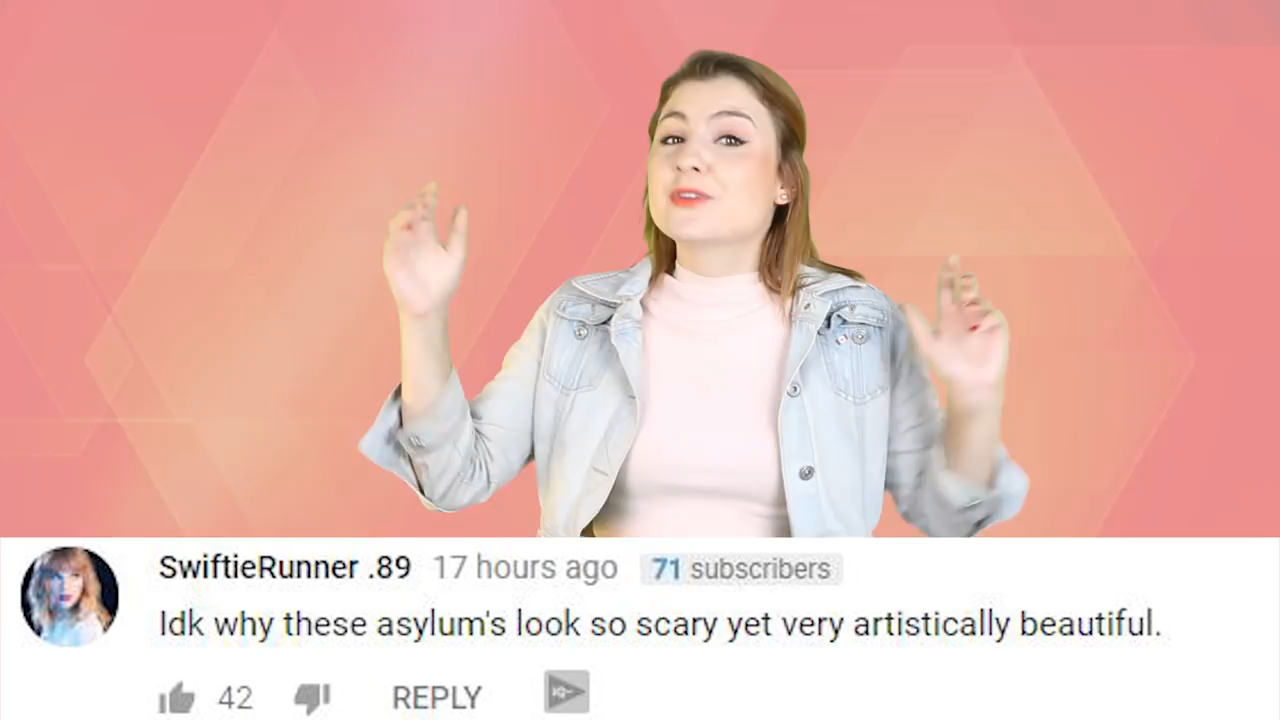 SwiftieRunner .89 17 hours ago 71 subscribers
Idk why these asylum's look so scary yet very artistically beautiful.
42 REPLY IQ